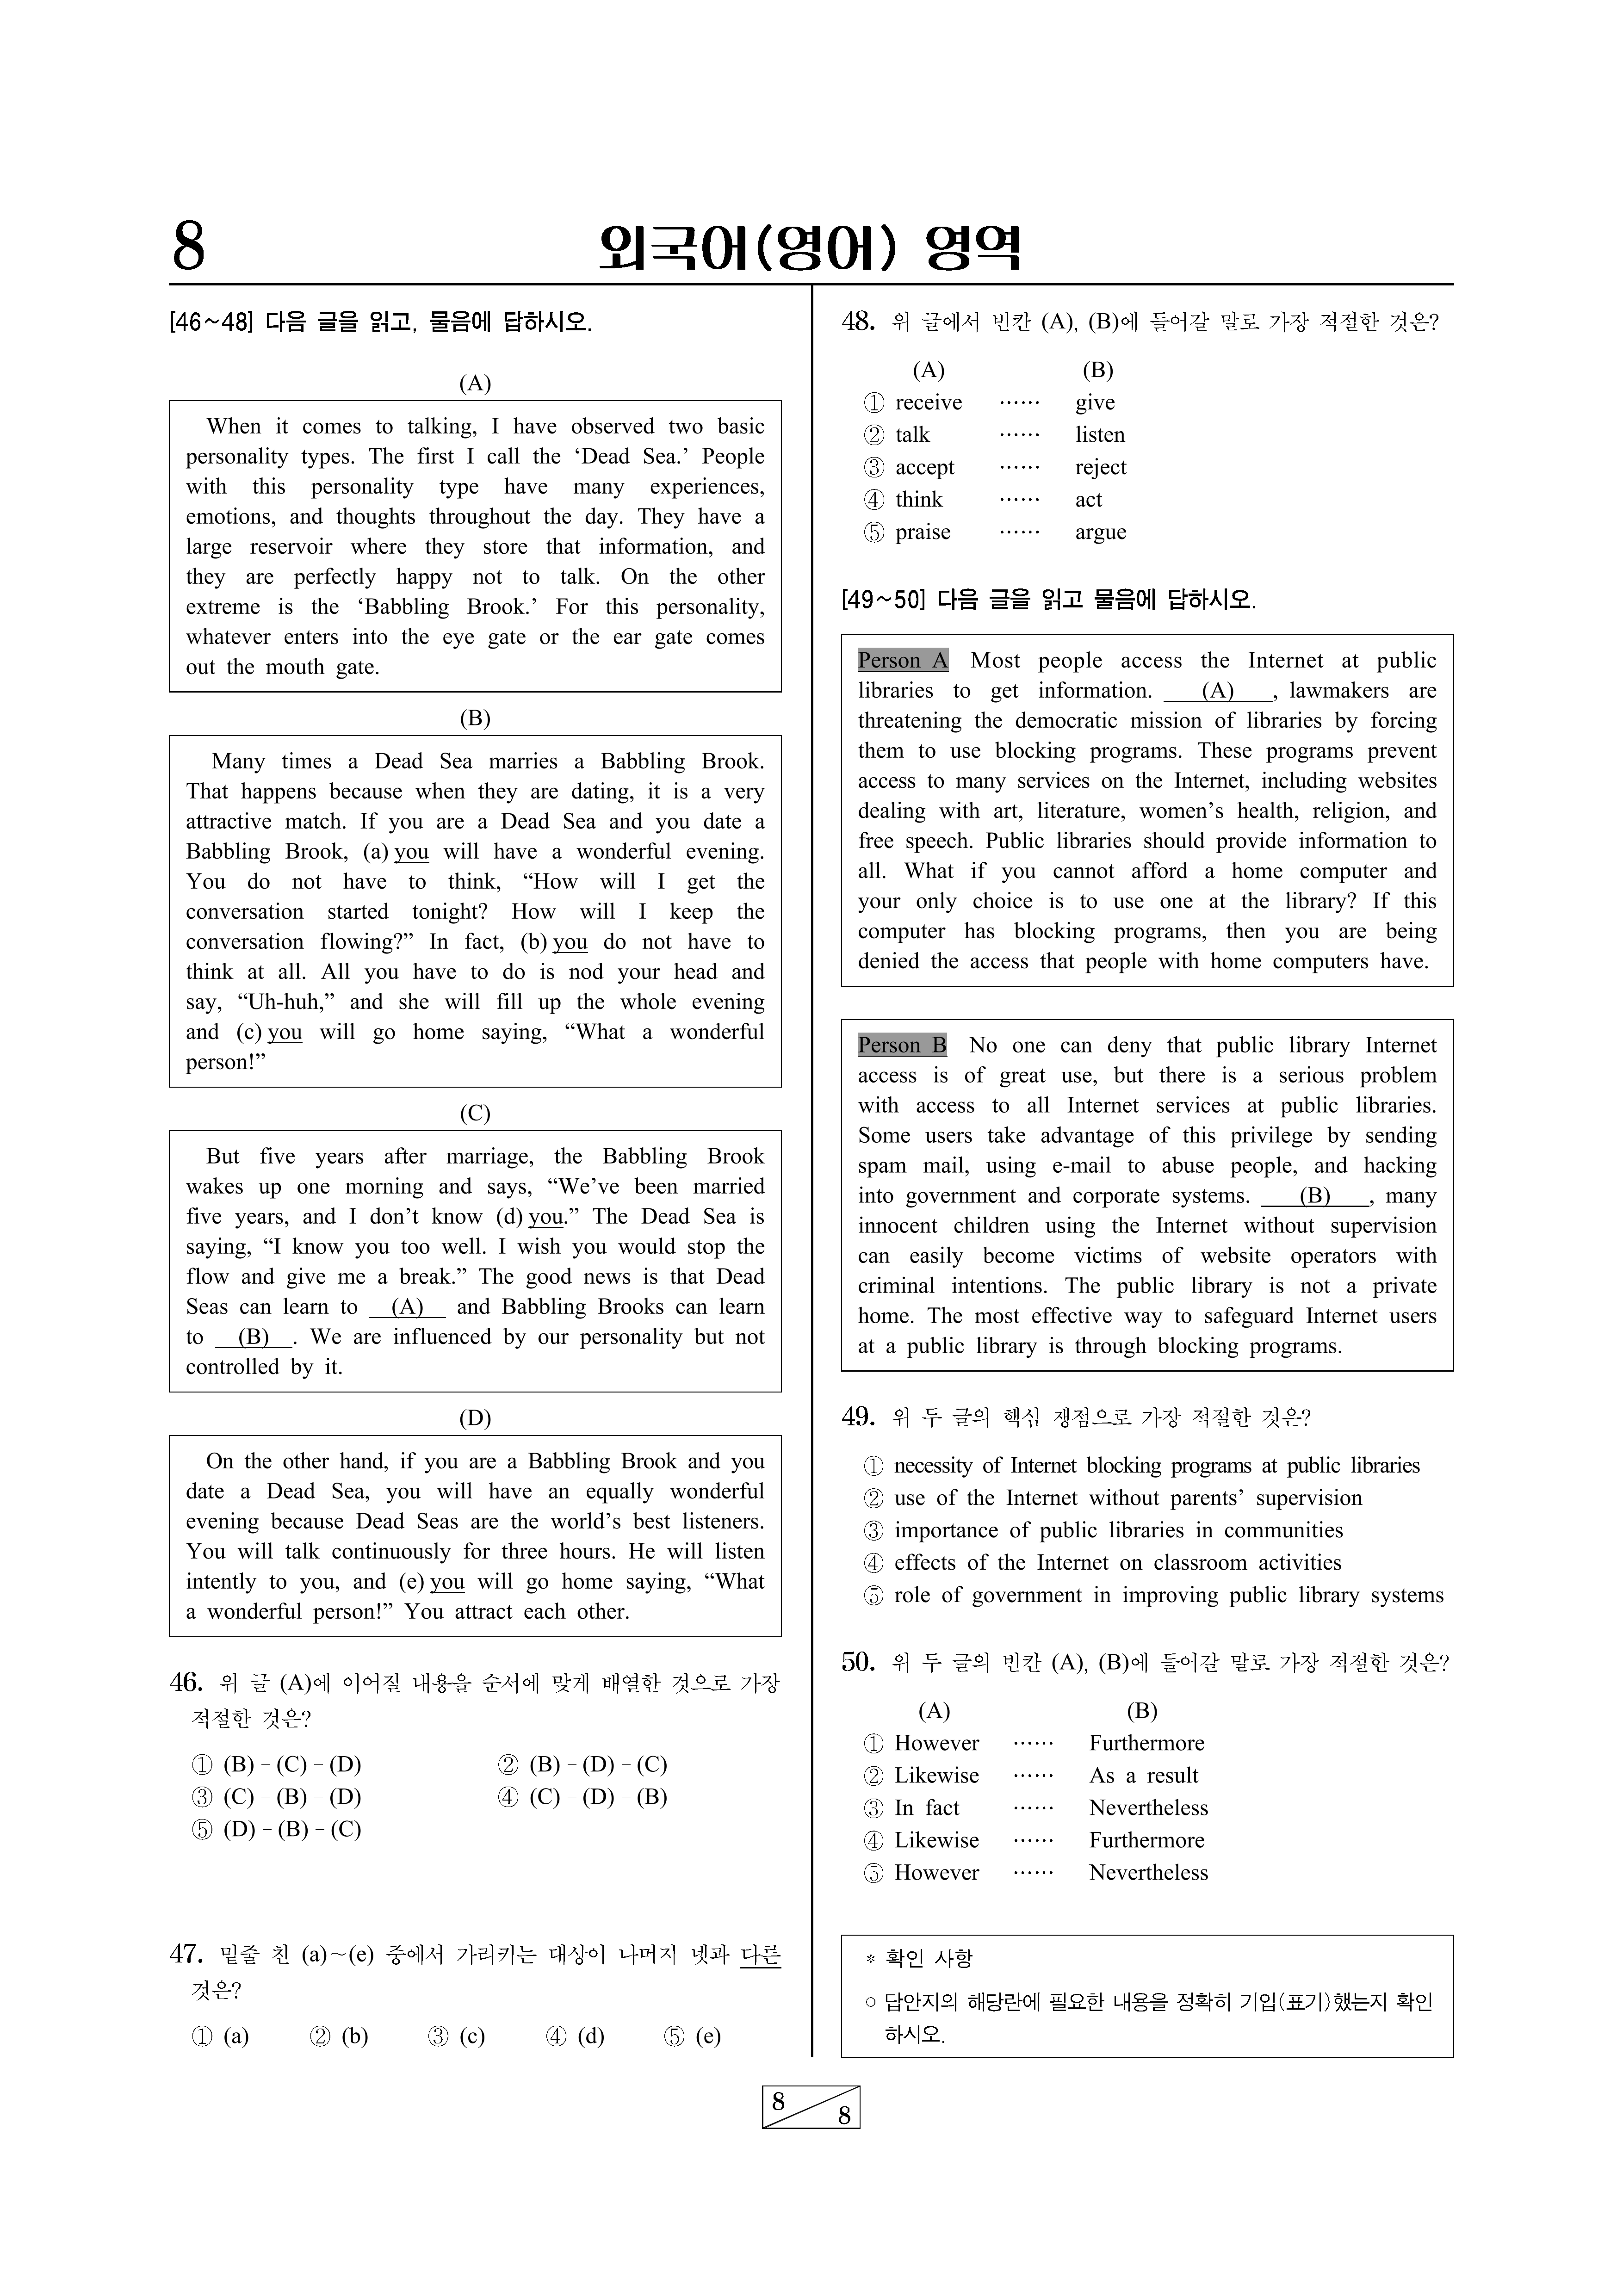 8
외국어(영어) 영역
[46~48] 다음 글을 읽고, 물음에 답하시오.
(A)
When it comes to talking, I have observed two basic
personality types. The first I call the ‘Dead Sea.’ People
with this personality type have many experiences,
emotions, and thoughts throughout the day. They have a
large reservoir where they store that information, and
they are perfectly happy not to talk. On the other
extreme is the ‘Babbling Brook.’ For this personality,
whatever enters into the eye gate or the ear gate comes
out the mouth gate.
(B)
Many times a Dead Sea marries a Babbling Brook.
That happens because when they are dating, it is a very
attractive match. If you are a Dead Sea and you date a
Babbling Brook, (a) you will have a wonderful evening.
You do not have to think, “How will I get the
conversation started tonight? How will I keep the
conversation flowing?” In fact, (b) you do not have to
think at all. All you have to do is nod your head and
say, “Uh-huh,” and she will fill up the whole evening
and (c) you will go home saying, “What a wonderful
person!”
(C)
But five years after marriage, the Babbling Brook
wakes up one morning and says, “We’ve been married
five years, and I don’t know (d) you.” The Dead Sea is
saying, “I know you too well. I wish you would stop the
flow and give me a break.” The good news is that Dead
Seas can learn to (A) and Babbling Brooks can learn
to (B) . We are influenced by our personality but not
controlled by it.
(D)
On the other hand, if you are a Babbling Brook and you
date a Dead Sea, you will have an equally wonderful
evening because Dead Seas are the world’s best listeners.
You will talk continuously for three hours. He will listen
intently to you, and (e) you will go home saying, “What
a wonderful person!” You attract each other.
46. 위 글 (A)에 이어질 내용을 순서에 맞게 배열한 것으로 가장
적절한 것은?
① (B) - (C) - (D) ② (B) - (D) - (C)
③ (C) - (B) - (D) ④ (C) - (D) - (B)
⑤ (D) - (B) - (C)
47. 밑줄 친 (a)~(e) 중에서 가리키는 대상이 나머지 넷과 다른
것은?
① (a) ② (b) ③ (c) ④ (d) ⑤ (e)
48. 위 글에서 빈칸 (A), (B)에 들어갈 말로 가장 적절한 것은?
(A) (B)
① receive …… give
② talk …… listen
③ accept …… reject
④ think …… act
⑤ praise …… argue
[49~50] 다음 글을 읽고 물음에 답하시오.
Person A Most people access the Internet at public
libraries to get information. (A) , lawmakers are
threatening the democratic mission of libraries by forcing
them to use blocking programs. These programs prevent
access to many services on the Internet, including websites
dealing with art, literature, women’s health, religion, and
free speech. Public libraries should provide information to
all. What if you cannot afford a home computer and
your only choice is to use one at the library? If this
computer has blocking programs, then you are being
denied the access that people with home computers have.
Person B No one can deny that public library Internet
access is of great use, but there is a serious problem
with access to all Internet services at public libraries.
Some users take advantage of this privilege by sending
spam mail, using e-mail to abuse people, and hacking
into government and corporate systems. (B) , many
innocent children using the Internet without supervision
can easily become victims of website operators with
criminal intentions. The public library is not a private
home. The most effective way to safeguard Internet users
at a public library is through blocking programs.
49. 위 두 글의 핵심 쟁점으로 가장 적절한 것은?
① necessity of Internet blocking programs at public libraries
② use of the Internet without parents’ supervision
③ importance of public libraries in communities
④ effects of the Internet on classroom activities
⑤ role of government in improving public library systems
50. 위 두 글의 빈칸 (A), (B)에 들어갈 말로 가장 적절한 것은?
(A) (B)
① However …… Furthermore
② Likewise …… As a result
③ In fact …… Nevertheless
④ Likewise …… Furthermore
⑤ However …… Nevertheless
* 확인 사항
○ 답안지의 해당란에 필요한 내용을 정확히 기입(표기)했는지 확인
하시오.
8
8